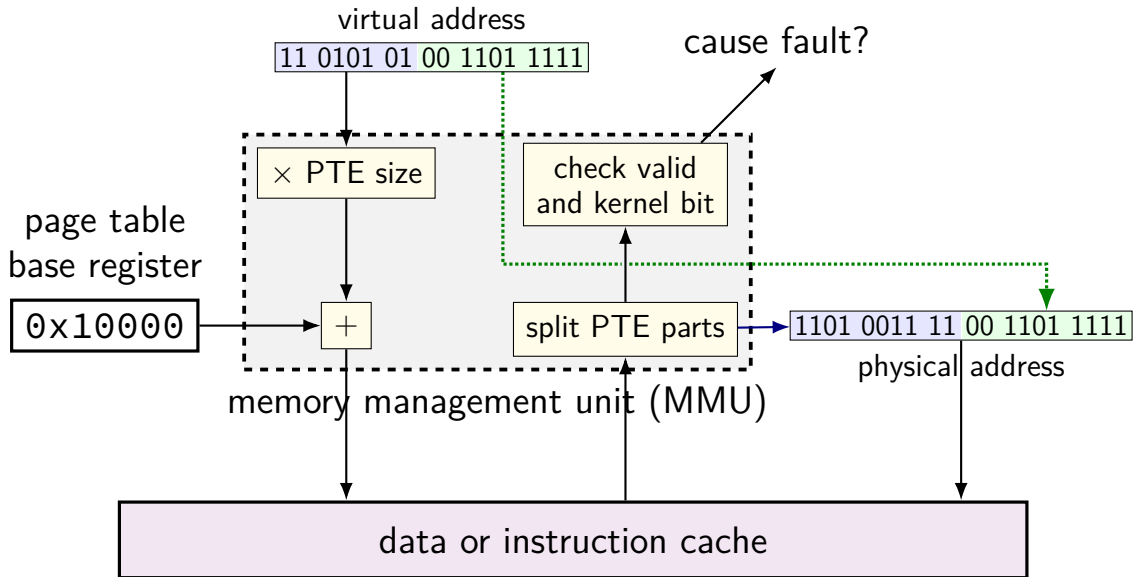 virtual address
11 0101 01 00 1101 1111
cause fault?
× PTE size
check valid
and kernel bit
page table
base register
0x10000
+
split PTE parts
1101 0011 11 00 1101 1111
physical address
memory management unit (MMU)
data or instruction cache